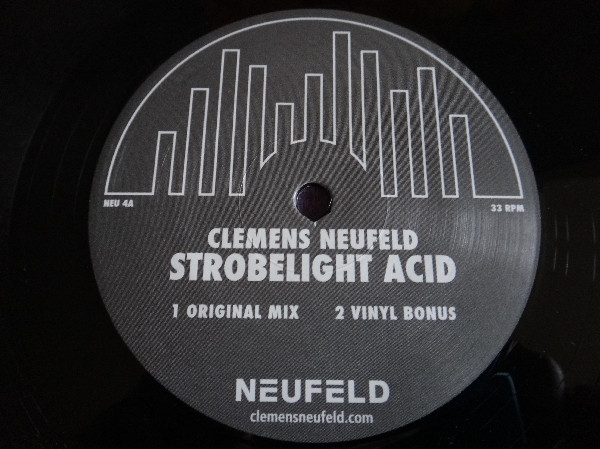 NEU 4A
33 RPM
CLEMENS NEUFELD
STROBELIGHT ACID
1 ORIGINAL MIX 2 VINYL BONUS
NEUFELD
clemensneufeld.com